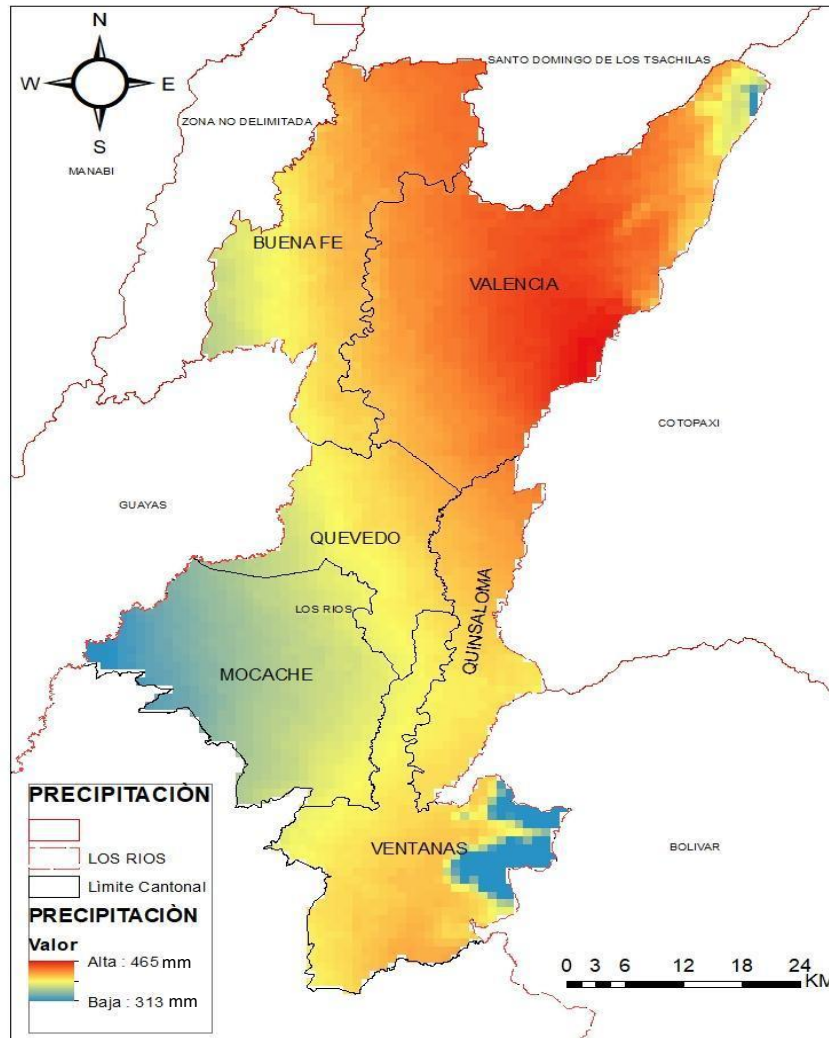 N
W E
S
SANTO DOMINGO DE LOS TSACHILAS
ZONA NO DELIMITADA
MANABI
BUENA FE
VALENCIA
COTOPAXI
GUAYAS
QUEVEDO
LOS RIOS
QUINSALOMA
MOCACHE
VENTANAS
BOLIVAR
PRECIPITACIÒN
LOS RIOS
Lìmite Cantonal
PRECIPITACIÒN
Valor
Alta : 465 mm
Baja : 313 mm
0 3 6 12 18 24
KM